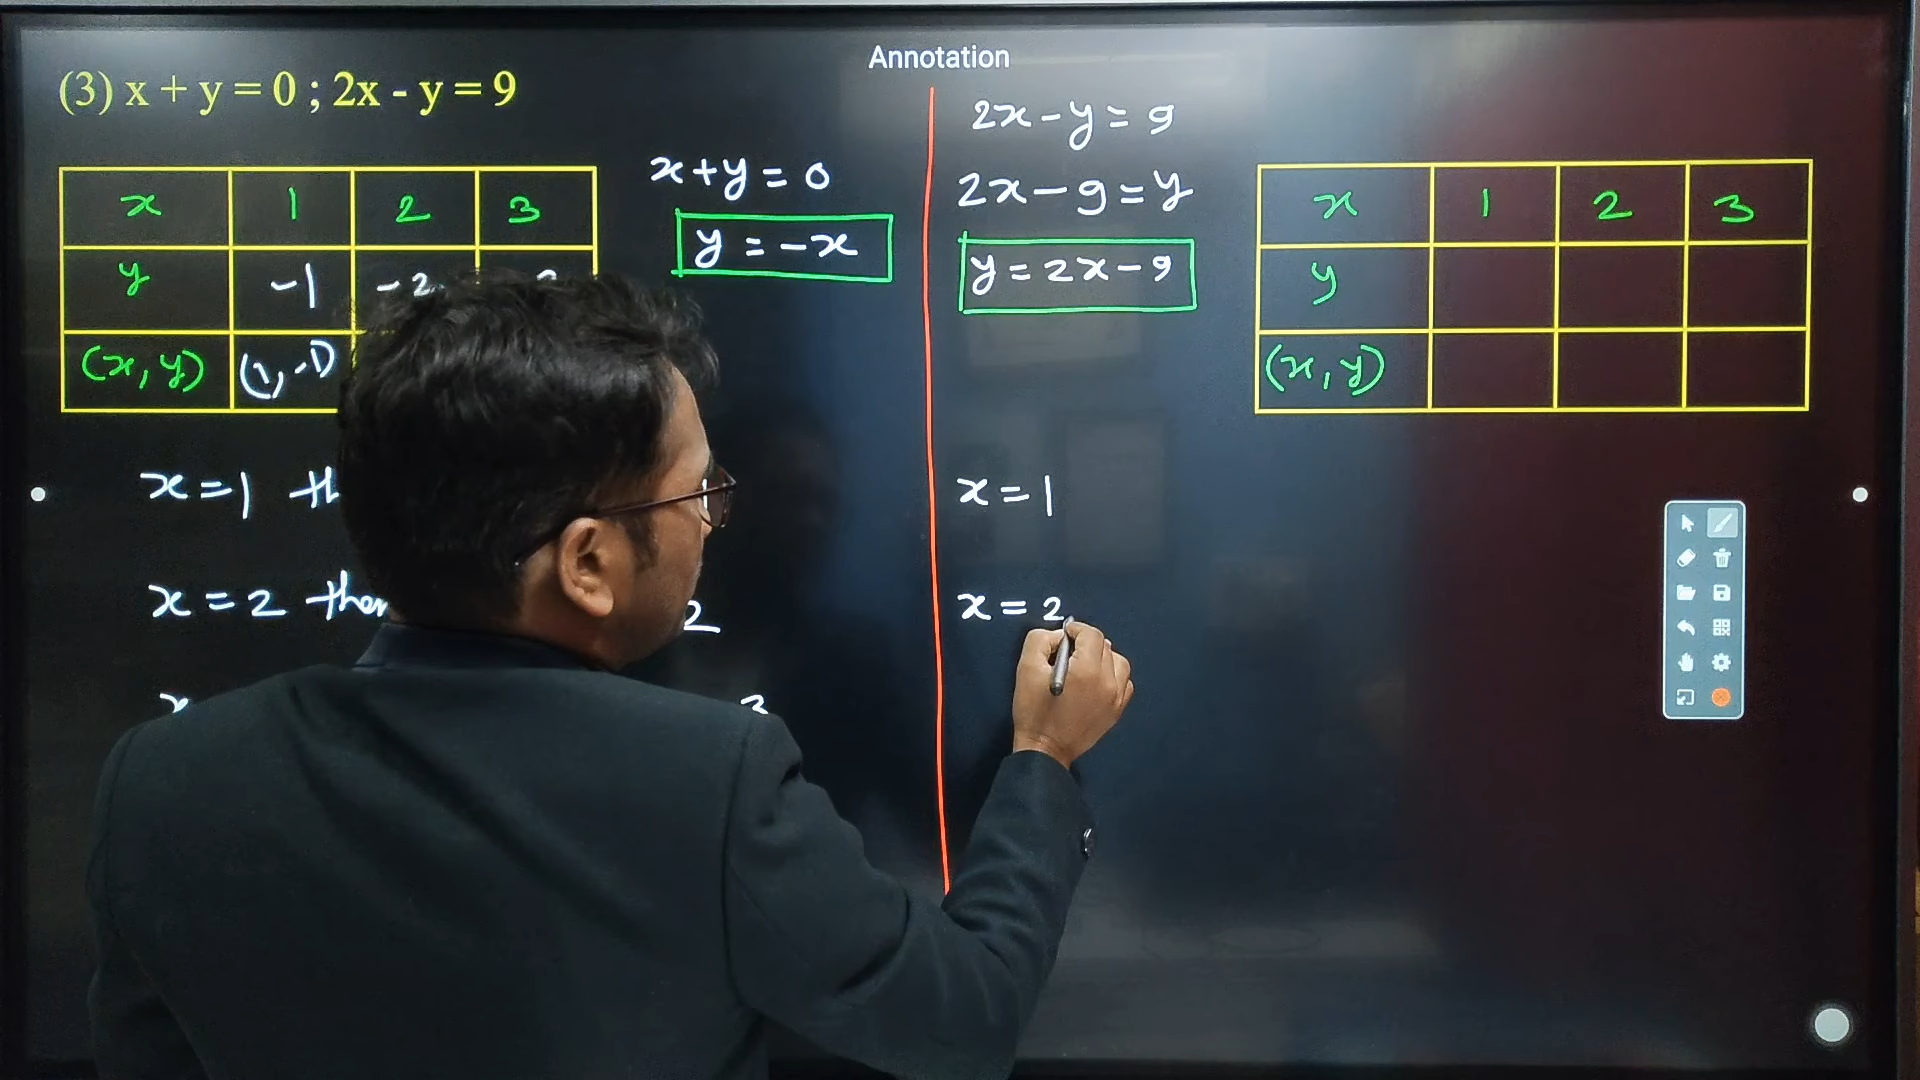 Annotation
(3) x + y = 0 ; 2x - y = 9
x 1 2 3
y -1 -2
(x, y) (1, -1)
x + y = 0
y = -x
x = 1
x = 2 then 2
3
2x - y = 9
2x - 9 = y
y = 2x - 9
x 1 2 3
y
(x, y)
x = 1
x = 2